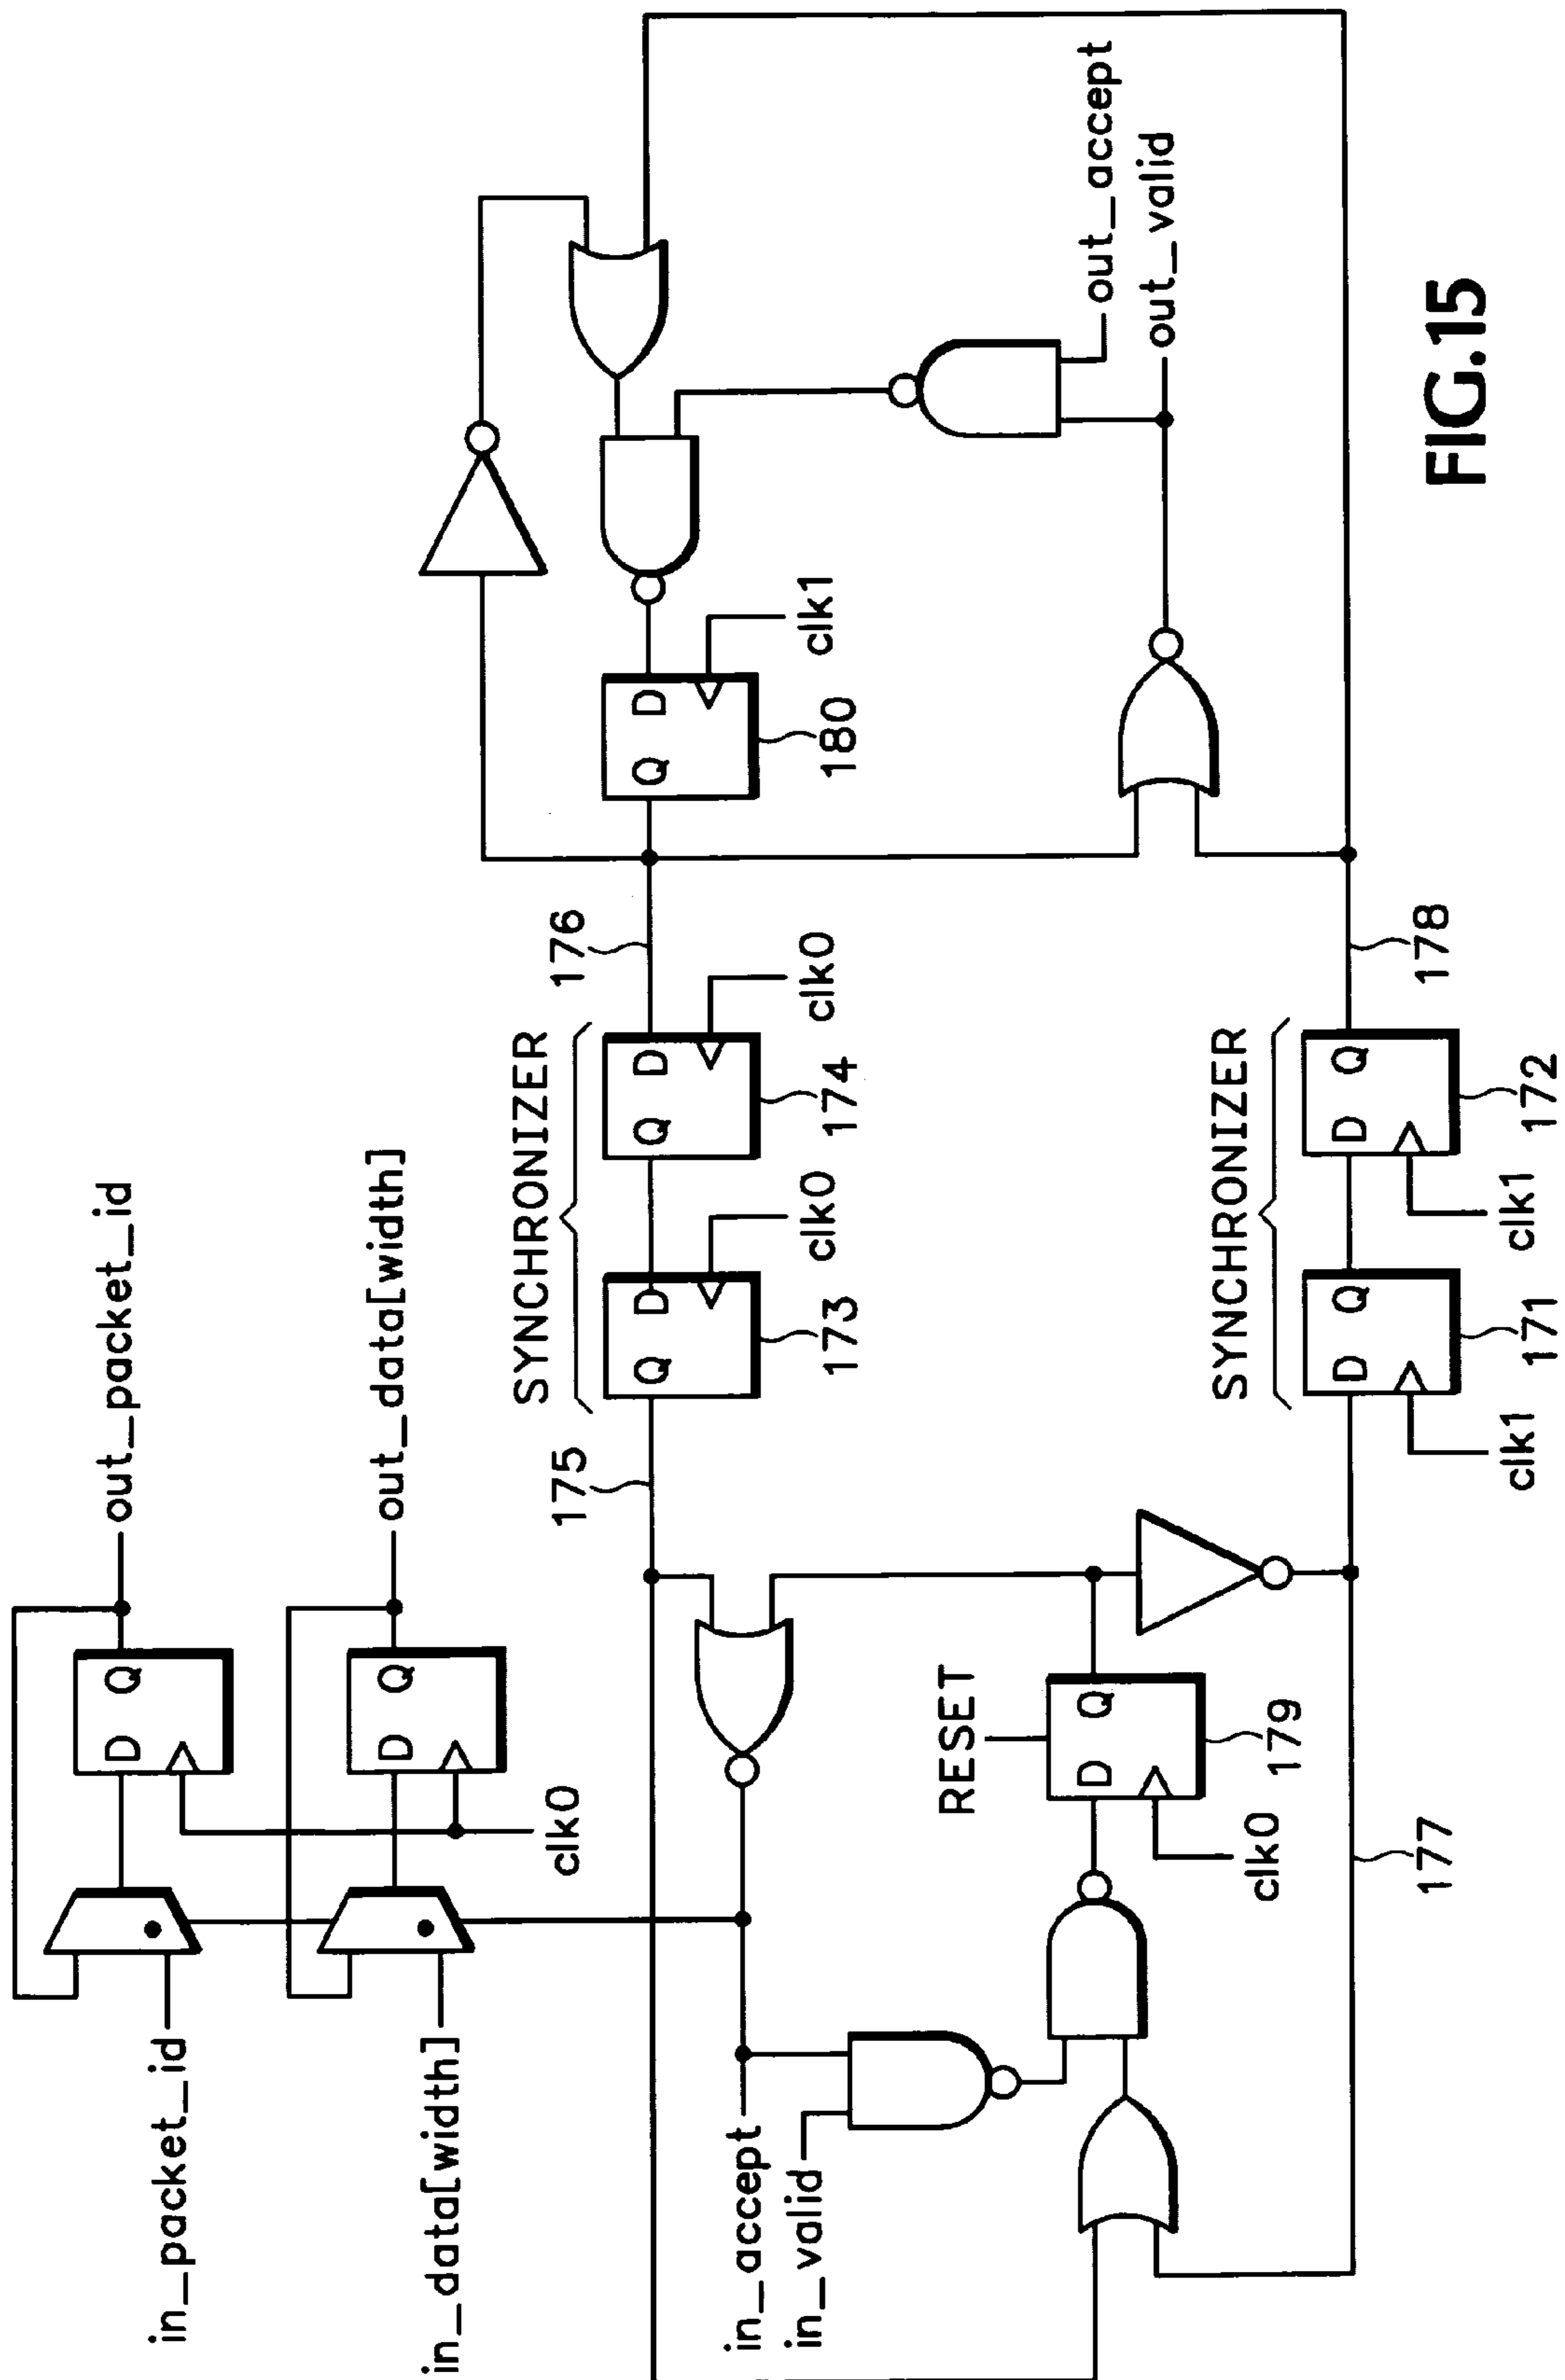 in_packet_id
D Q
out_packet_id
in_data[width]
D Q
out_data[width]
clk0
SYNCHRONIZER
175
176
Q D
173
clk0
Q D
174
clk0
Q D
180
clk1
in_accept
in_valid
RESET
D Q
179
clk0
out_accept
out_valid
SYNCHRONIZER
177
178
D Q
171
clk1
D Q
172
clk1
FIG.15